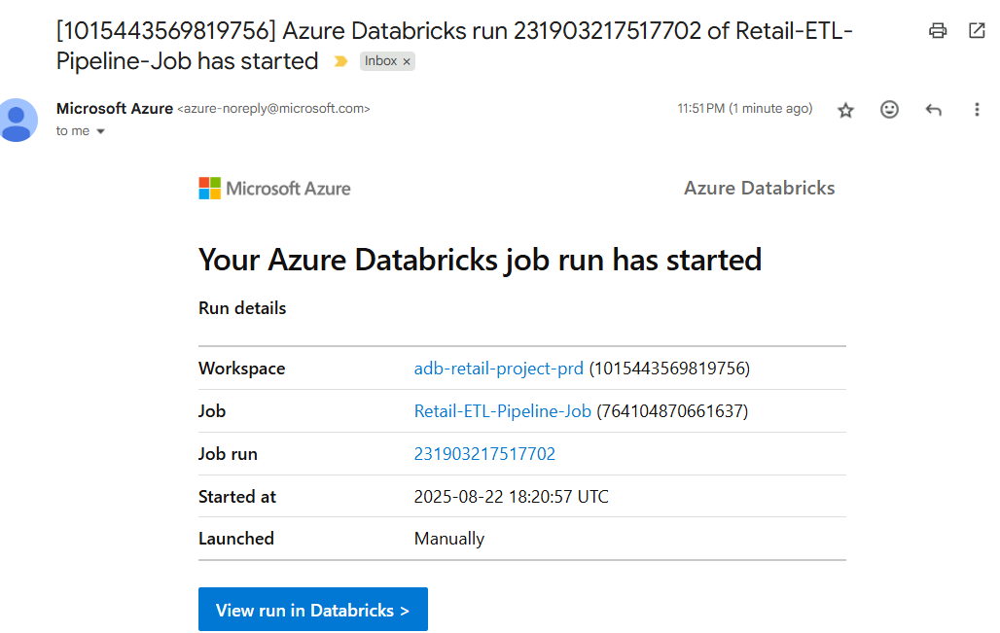 [1015443569819756] Azure Databricks run 231903217517702 of Retail-ETL-
Pipeline-Job has started Inbox ×
Microsoft Azure <azure-noreply@microsoft.com> 11:51 PM (1 minute ago)
to me
Microsoft Azure Azure Databricks
Your Azure Databricks job run has started
Run details
Workspace adb-retail-project-prd (1015443569819756)
Job Retail-ETL-Pipeline-Job (764104870661637)
Job run 231903217517702
Started at 2025-08-22 18:20:57 UTC
Launched Manually
View run in Databricks >